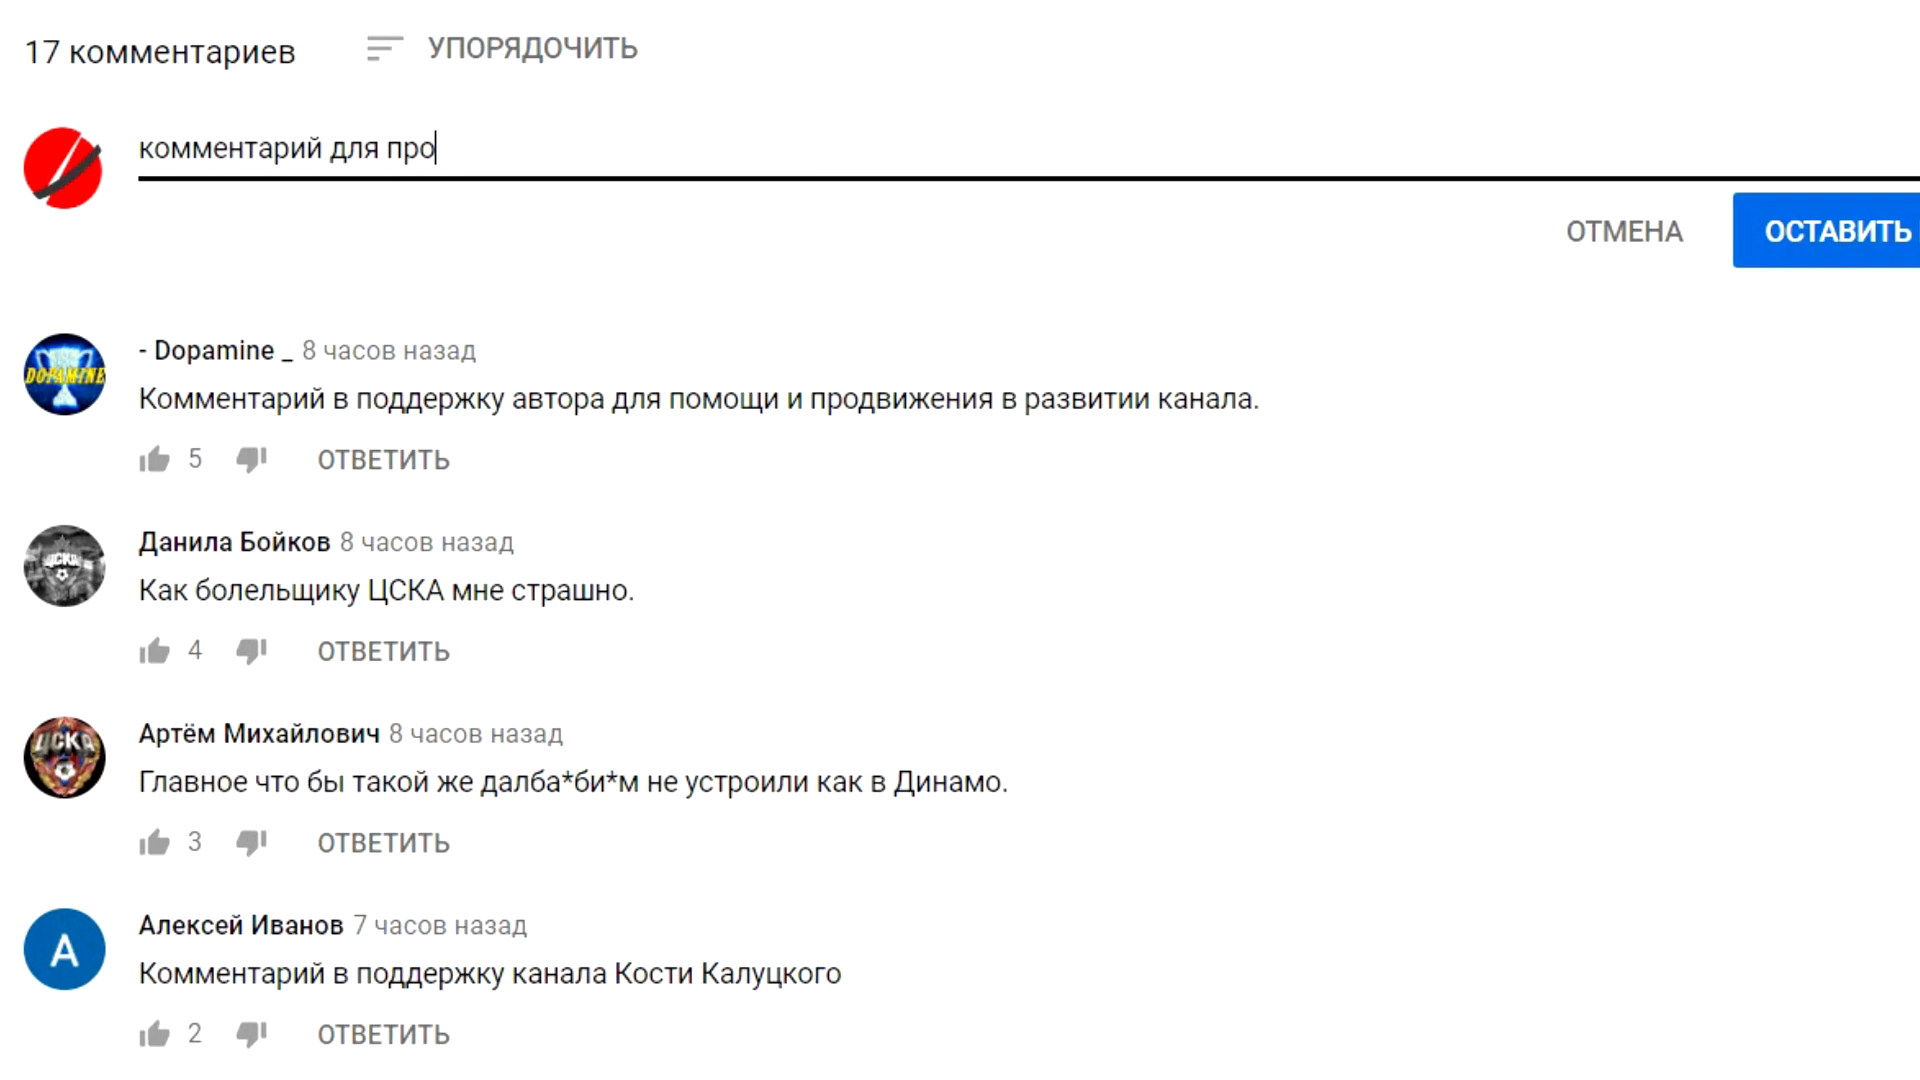 17 комментариев УПОРЯДОЧИТЬ
комментарий для про
ОТМЕНА ОСТАВИТЬ
DOPAMINE
- Dopamine _ 8 часов назад
Комментарий в поддержку автора для помощи и продвижения в развитии канала.
5 ОТВЕТИТЬ
ЦСКА
Данила Бойков 8 часов назад
Как болельщику ЦСКА мне страшно.
4 ОТВЕТИТЬ
ЦСКА
Артём Михайлович 8 часов назад
Главное что бы такой же далба*би*м не устроили как в Динамо.
3 ОТВЕТИТЬ
А
Алексей Иванов 7 часов назад
Комментарий в поддержку канала Кости Калуцкого
2 ОТВЕТИТЬ